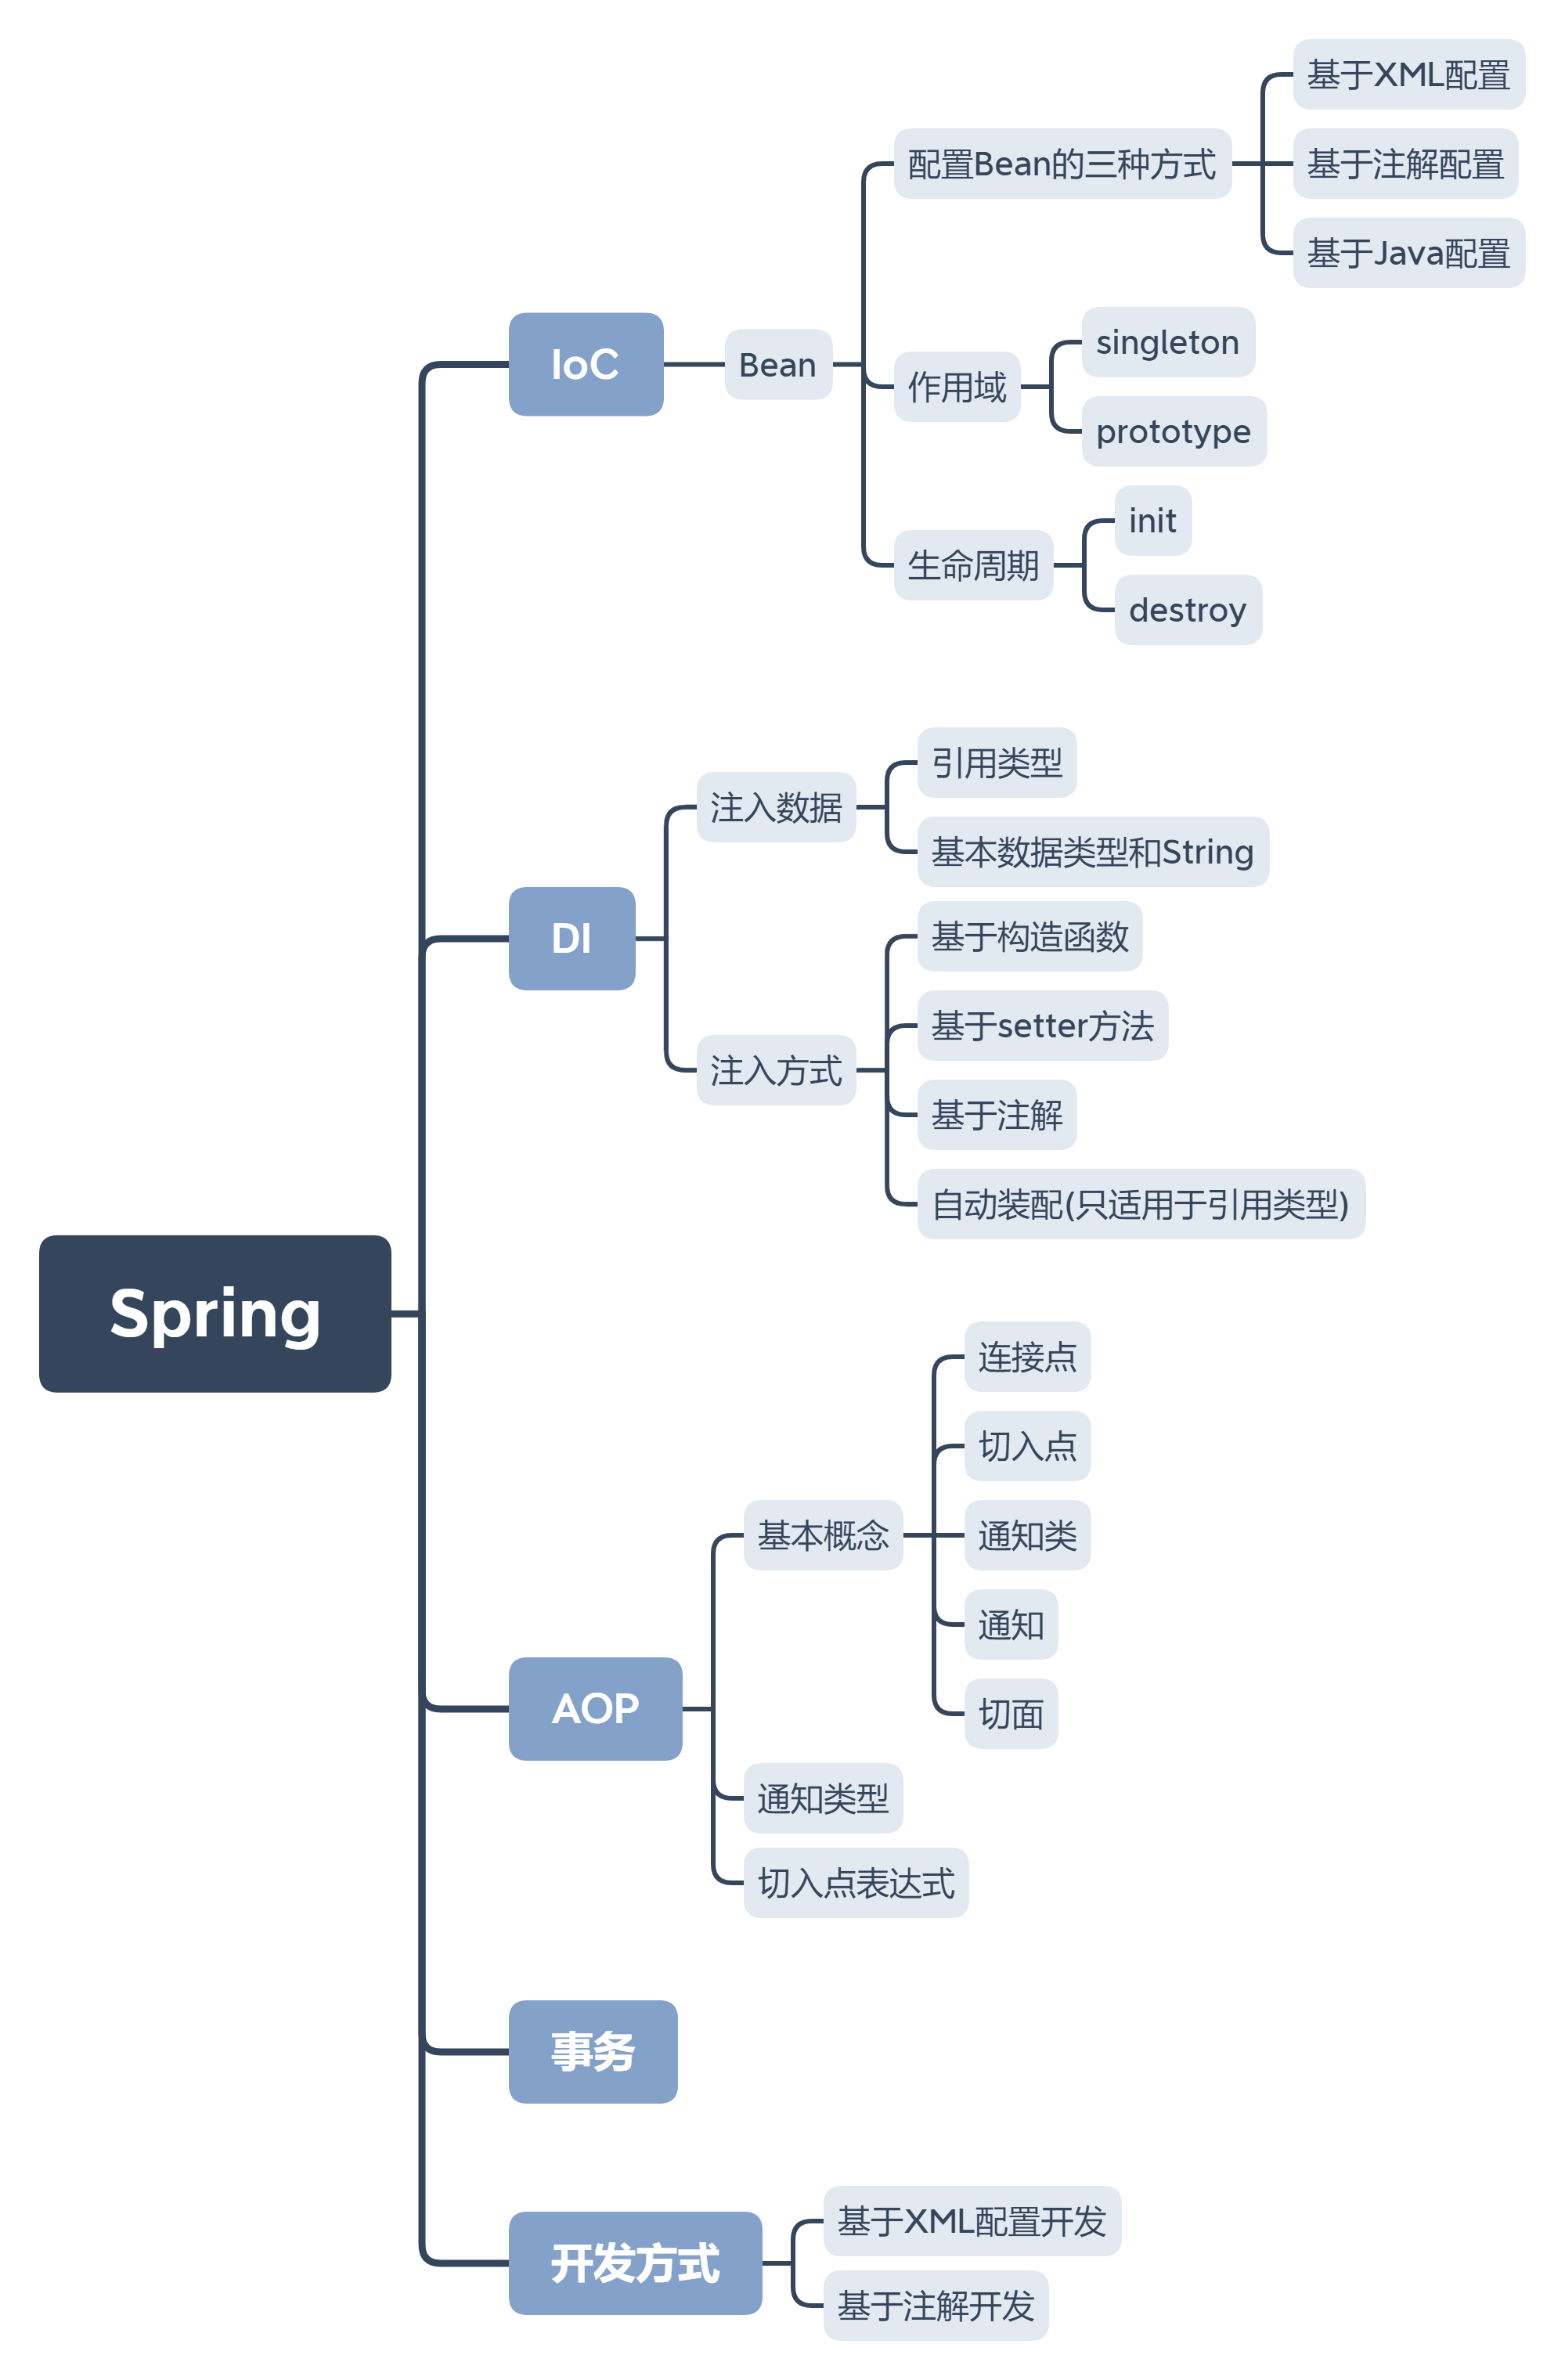 Spring
IoC
Bean
配置Bean的三种方式
基于XML配置
基于注解配置
基于Java配置
作用域
singleton
prototype
生命周期
init
destroy
DI
注入数据
引用类型
基本数据类型和String
注入方式
基于构造函数
基于setter方法
基于注解
自动装配(只适用于引用类型)
AOP
基本概念
连接点
切入点
通知类
通知
切面
通知类型
切入点表达式
事务
开发方式
基于XML配置开发
基于注解开发